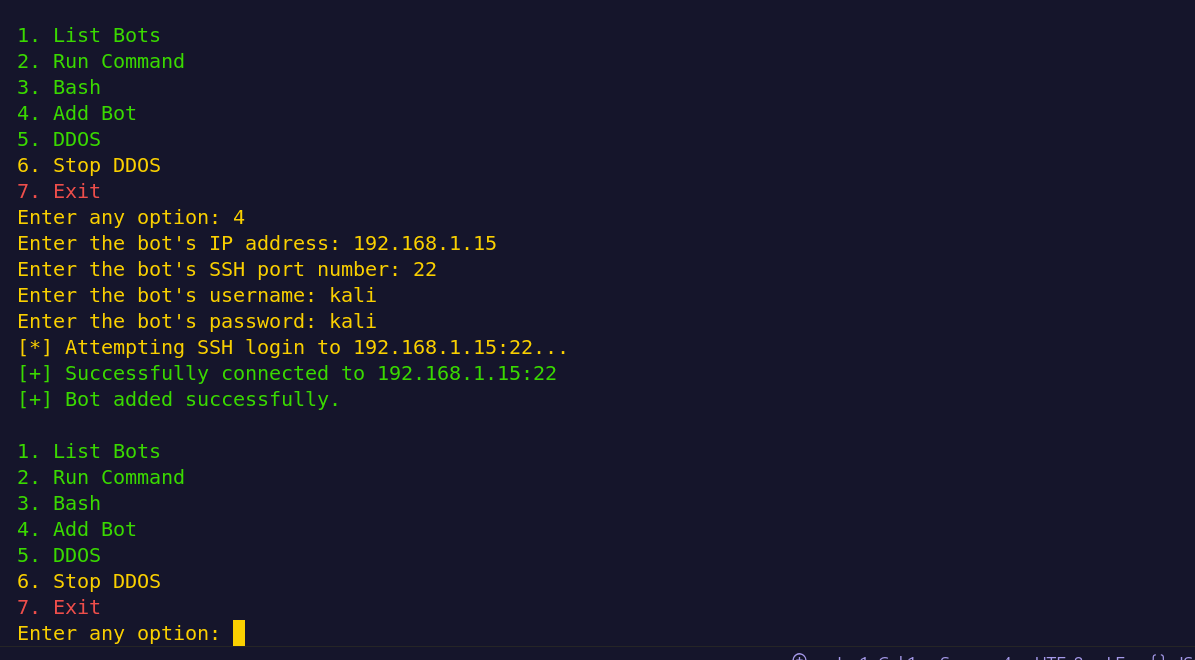 1. List Bots
2. Run Command
3. Bash
4. Add Bot
5. DDOS
6. Stop DDOS
7. Exit
Enter any option: 4
Enter the bot's IP address: 192.168.1.15
Enter the bot's SSH port number: 22
Enter the bot's username: kali
Enter the bot's password: kali
[*] Attempting SSH login to 192.168.1.15:22...
[+] Successfully connected to 192.168.1.15:22
[+] Bot added successfully.
1. List Bots
2. Run Command
3. Bash
4. Add Bot
5. DDOS
6. Stop DDOS
7. Exit
Enter any option: